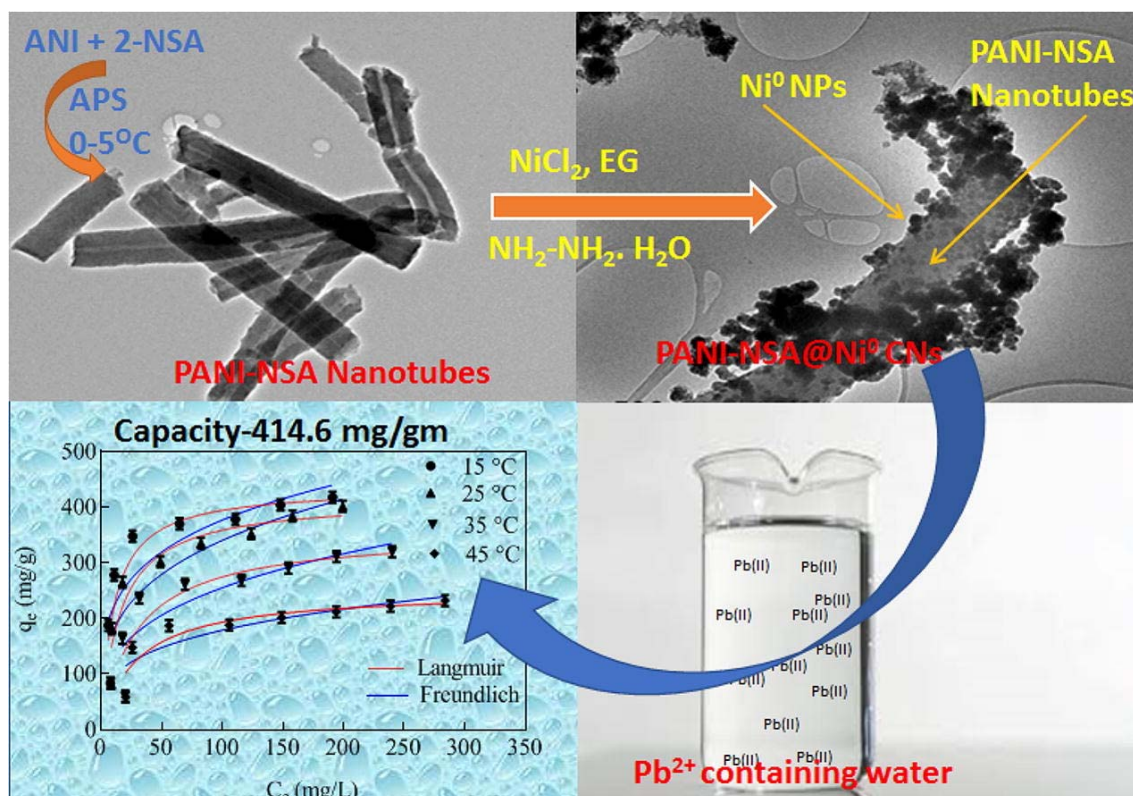 ANI + 2-NSA
APS
0-5⁰C
PANI-NSA Nanotubes
NiCl₂, EG
NH₂-NH₂. H₂O
Ni⁰ NPs
PANI-NSA
Nanotubes
PANI-NSA@Ni⁰ CNs
Capacity-414.6 mg/gm
500
400
300
200
100
0
qₑ (mg/g)
15 °C
25 °C
35 °C
45 °C
Langmuir
Freundlich
0 50 100 150 200 250 300 350
Cₑ (mg/L)
Pb(II) Pb(II)
Pb(II)
Pb(II) Pb(II)
Pb(II)
Pb(II)
Pb(II)
Pb(II)
Pb(II)
Pb(II) Pb(II)
Pb²⁺ containing water